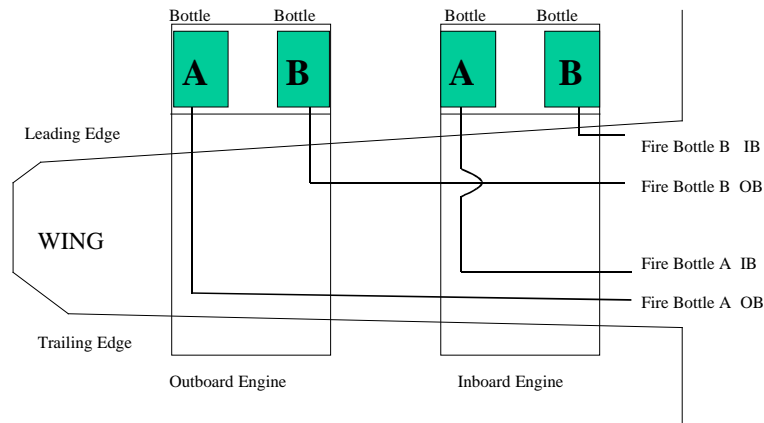 Bottle Bottle Bottle Bottle
A B A B
Leading Edge
Fire Bottle B IB
Fire Bottle B OB
WING
Fire Bottle A IB
Fire Bottle A OB
Trailing Edge
Outboard Engine Inboard Engine